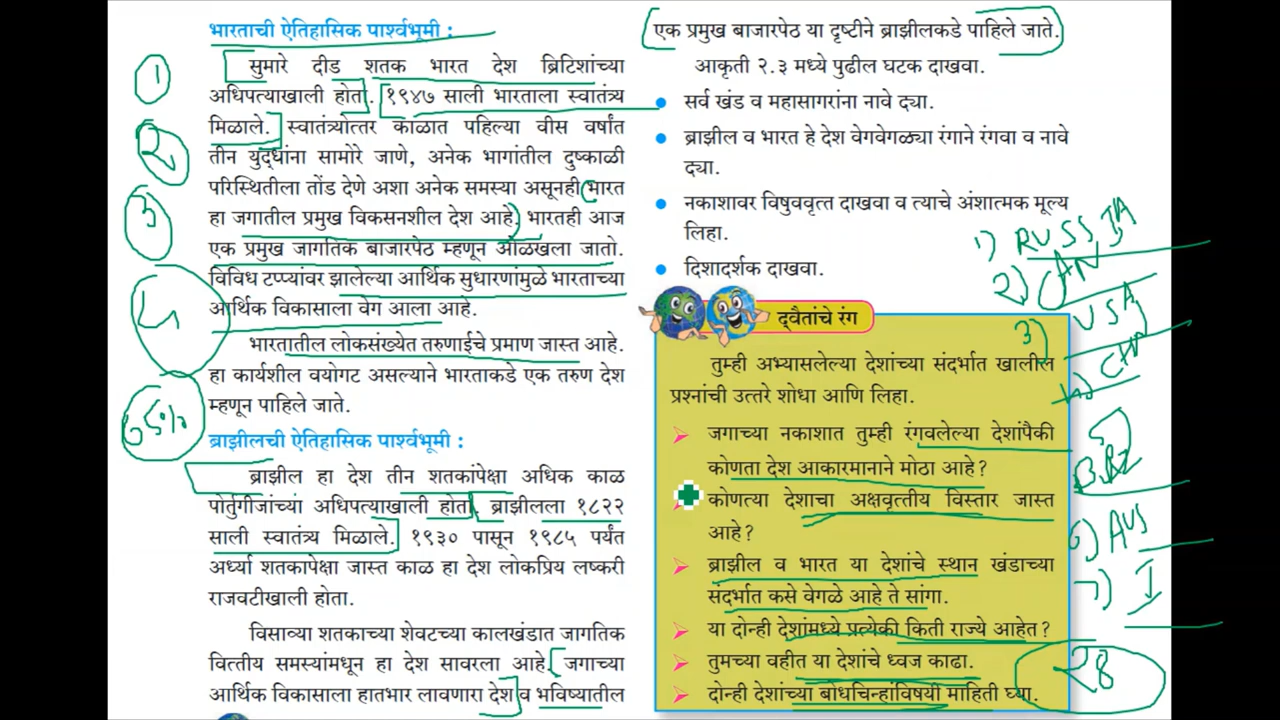 भारताची ऐतिहासिक पार्श्वभूमी :
सुमारे दीड शतक भारत देश ब्रिटिशांच्या
अधिपत्याखाली होता. १९४७ साली भारताला स्वातंत्र्य
मिळाले. स्वातंत्र्योत्तर काळात पहिल्या वीस वर्षांत
तीन युद्धांना सामोरे जाणे, अनेक भागांतील दुष्काळी
परिस्थितीला तोंड देणे अशा अनेक समस्या असूनही भारत
हा जगातील प्रमुख विकसनशील देश आहे. भारतही आज
एक प्रमुख जागतिक बाजारपेठ म्हणून ओळखला जातो.
विविध टप्प्यांवर झालेल्या आर्थिक सुधारणांमुळे भारताच्या
आर्थिक विकासाला वेग आला आहे.
भारतातील लोकसंख्येत तरुणाईचे प्रमाण जास्त आहे.
हा कार्यशील वयोगट असल्याने भारताकडे एक तरुण देश
म्हणून पाहिले जाते.
ब्राझीलची ऐतिहासिक पार्श्वभूमी :
ब्राझील हा देश तीन शतकांपेक्षा अधिक काळ
पोर्तुगीजांच्या अधिपत्याखाली होता. ब्राझीलला १८२२
साली स्वातंत्र्य मिळाले. १९३० पासून १९८५ पर्यंत
अर्ध्या शतकापेक्षा जास्त काळ हा देश लोकप्रिय लष्करी
राजवटीखाली होता.
विसाव्या शतकाच्या शेवटच्या कालखंडात जागतिक
वित्तीय समस्यांमधून हा देश सावरला आहे. जगाच्या
आर्थिक विकासाला हातभार लावणारा देश व भविष्यातील
1
2
3
65%
एक प्रमुख बाजारपेठ या दृष्टीने ब्राझीलकडे पाहिले जाते.
आकृती २.३ मध्ये पुढील घटक दाखवा.
सर्व खंड व महासागरांना नावे द्या.
ब्राझील व भारत हे देश वेगवेगळ्या रंगाने रंगवा व नावे
द्या.
नकाशावर विषुववृत्त दाखवा व त्याचे अंशात्मक मूल्य
लिहा.
दिशादर्शक दाखवा.
द्वैतांचे रंग
तुम्ही अभ्यासलेल्या देशांच्या संदर्भात खालील
प्रश्नांची उत्तरे शोधा आणि लिहा.
जगाच्या नकाशात तुम्ही रंगवलेल्या देशांपैकी
कोणता देश आकारमानाने मोठा आहे?
कोणत्या देशाचा अक्षवृत्तीय विस्तार जास्त
आहे?
ब्राझील व भारत या देशांचे स्थान खंडाच्या
संदर्भात कसे वेगळे आहे ते सांगा.
या दोन्ही देशांमध्ये प्रत्येकी किती राज्ये आहेत?
तुमच्या वहीत या देशांचे ध्वज काढा.
दोन्ही देशांच्या बोधचिन्हांविषयी माहिती घ्या.
1) RUSSIA
2) CAN
3) USA
CHN
BRZ
6) AUS
7) I
28